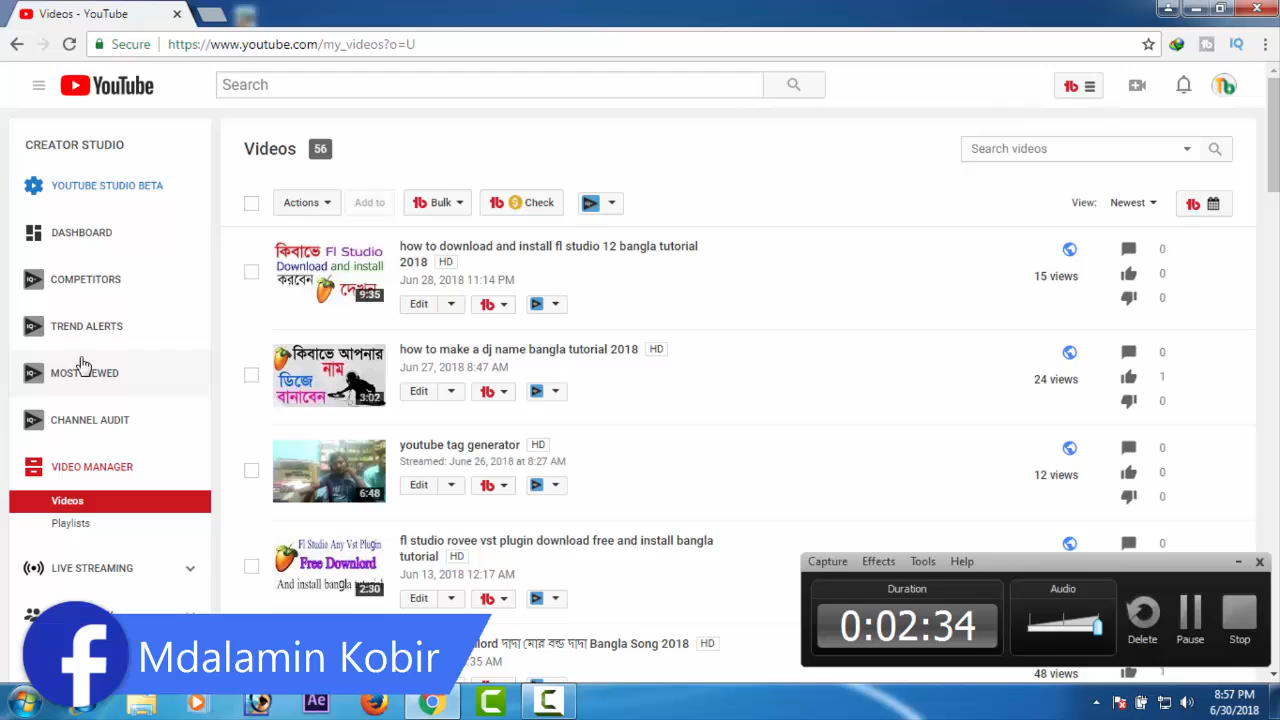 Videos - YouTube
Secure
https://www.youtube.com/my_videos?o=U
YouTube
Search
CREATOR STUDIO
YOUTUBE STUDIO BETA
DASHBOARD
COMPETITORS
TREND ALERTS
CHANNEL AUDIT
VIDEO MANAGER
Videos
Playlists
LIVE STREAMING
Videos 56
Search videos
Actions
Add to
Bulk
Check
View: Newest
কিবাভে Fl Studio
Download and install
করবেন
দেখুন
9:35
how to download and install fl studio 12 bangla tutorial
2018 HD
Jun 28, 2018 11:14 PM
Edit
15 views
0
0
0
কিবাভে আপনার
নাম
ডিজে
বানাবেন
3:02
how to make a dj name bangla tutorial 2018 HD
Jun 27, 2018 8:47 AM
Edit
24 views
0
1
0
6:48
youtube tag generator HD
Streamed: June 26, 2018 at 8:27 AM
Edit
12 views
0
0
0
Fl Studio Any Vst Plugin
Free Downlord
And install bangla tutorial
2:30
fl studio rovee vst plugin download free and install bangla
tutorial HD
Jun 13, 2018 12:17 AM
Edit
0
দাদা মোর বন্ড দাদা Bangla Song 2018 HD
:35 AM
48 views
1
Capture
Effects
Tools
Help
Duration
0:02:34
Audio
Delete
Pause
Stop
Mdalamin Kobir
8:57 PM
6/30/2018